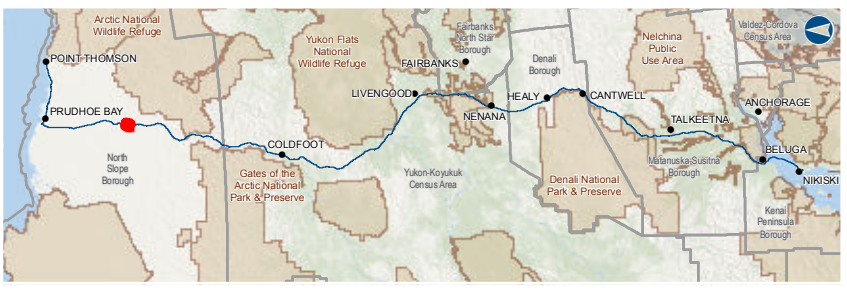 Arctic National
Wildlife Refuge
POINT THOMSON
PRUDHOE BAY
North
Slope
Borough
COLDFOOT
Gates of the
Arctic National
Park & Preserve
Yukon Flats
National
Wildlife Refuge
LIVENGOOD
Fairbanks
North Star
Borough
FAIRBANKS
NENANA
Yukon-Koyukuk
Census Area
Denali
Borough
HEALY
CANTWELL
Denali National
Park & Preserve
Nelchina
Public
Use Area
TALKEETNA
Matanuska-Susitna
Borough
Valdez-Cordova
Census Area
ANCHORAGE
BELUGA
NIKISKI
Kenai
Peninsula
Borough